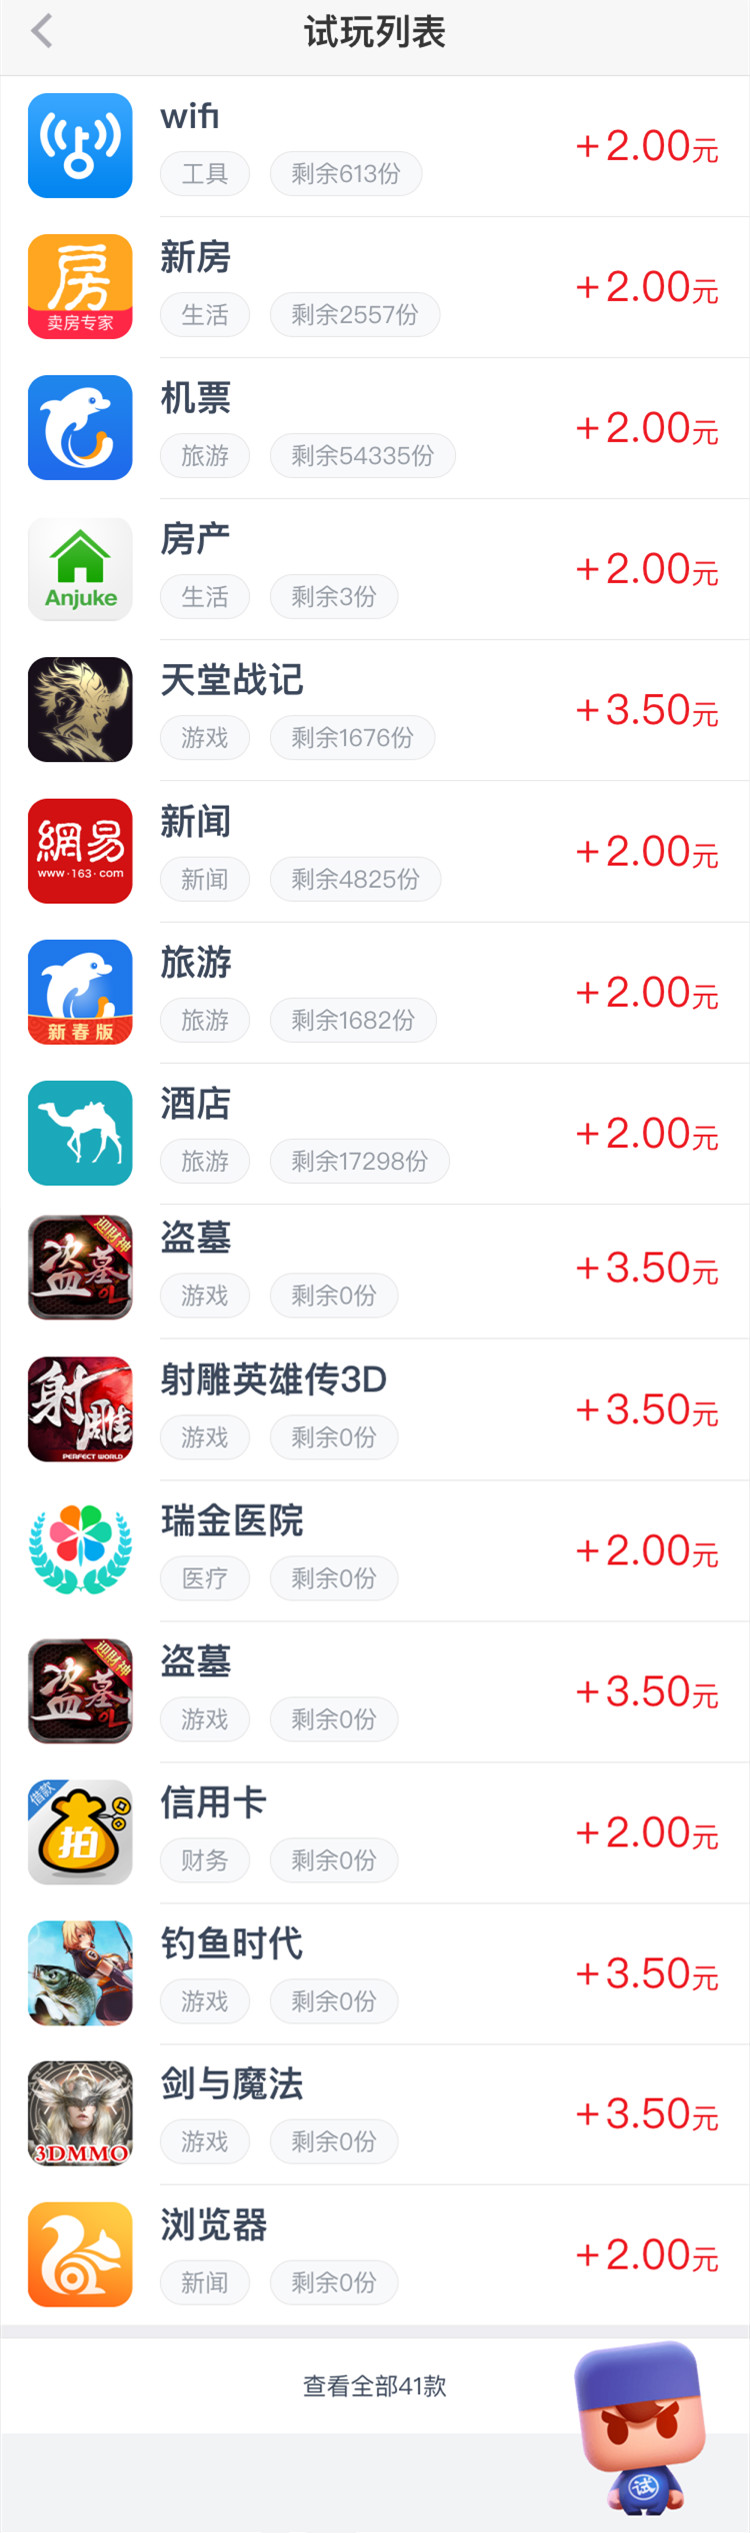 试玩列表
wifi
工具 剩余613份
+2.00元
房
卖房专家
新房
生活 剩余2557份
+2.00元
机票
旅游 剩余54335份
+2.00元
Anjuke
房产
生活 剩余3份
+2.00元
天堂战记
游戏 剩余1676份
+3.50元
網易
www·163·com
新闻
新闻 剩余4825份
+2.00元
新春版
旅游
旅游 剩余1682份
+2.00元
酒店
旅游 剩余17298份
+2.00元
迎财神
盗墓OL
盗墓
游戏 剩余0份
+3.50元
射雕
PERFECT WORLD
射雕英雄传3D
游戏 剩余0份
+3.50元
瑞金医院
医疗 剩余0份
+2.00元
迎财神
盗墓OL
盗墓
游戏 剩余0份
+3.50元
借款
拍
信用卡
财务 剩余0份
+2.00元
钓鱼时代
游戏 剩余0份
+3.50元
3DMMO
剑与魔法
游戏 剩余0份
+3.50元
浏览器
新闻 剩余0份
+2.00元
查看全部41款
试